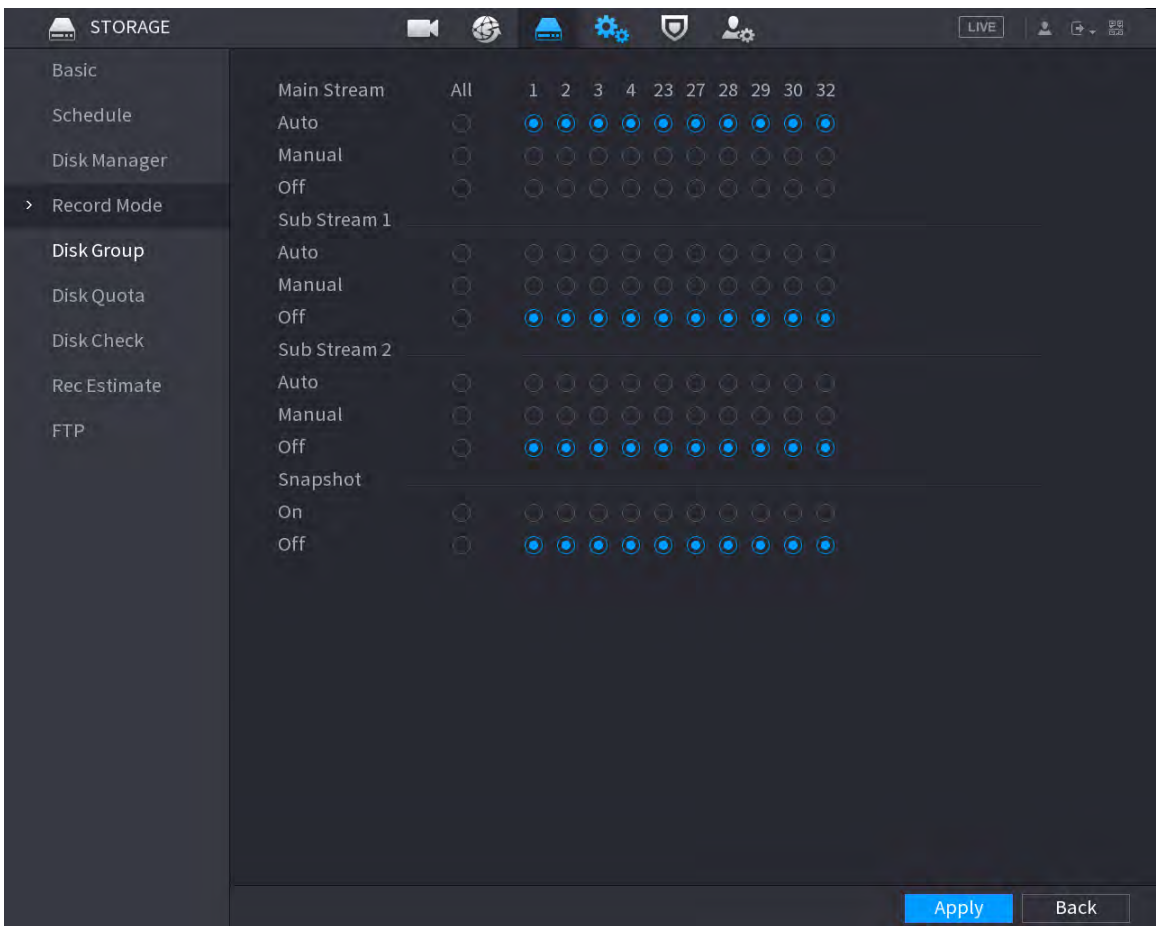 STORAGE LIVE
Basic
Schedule
Disk Manager
> Record Mode
Disk Group
Disk Quota
Disk Check
Rec Estimate
FTP
Main Stream All 1 2 3 4 23 27 28 29 30 32
Auto
Manual
Off
Sub Stream 1
Auto
Manual
Off
Sub Stream 2
Auto
Manual
Off
Snapshot
On
Off
Apply Back